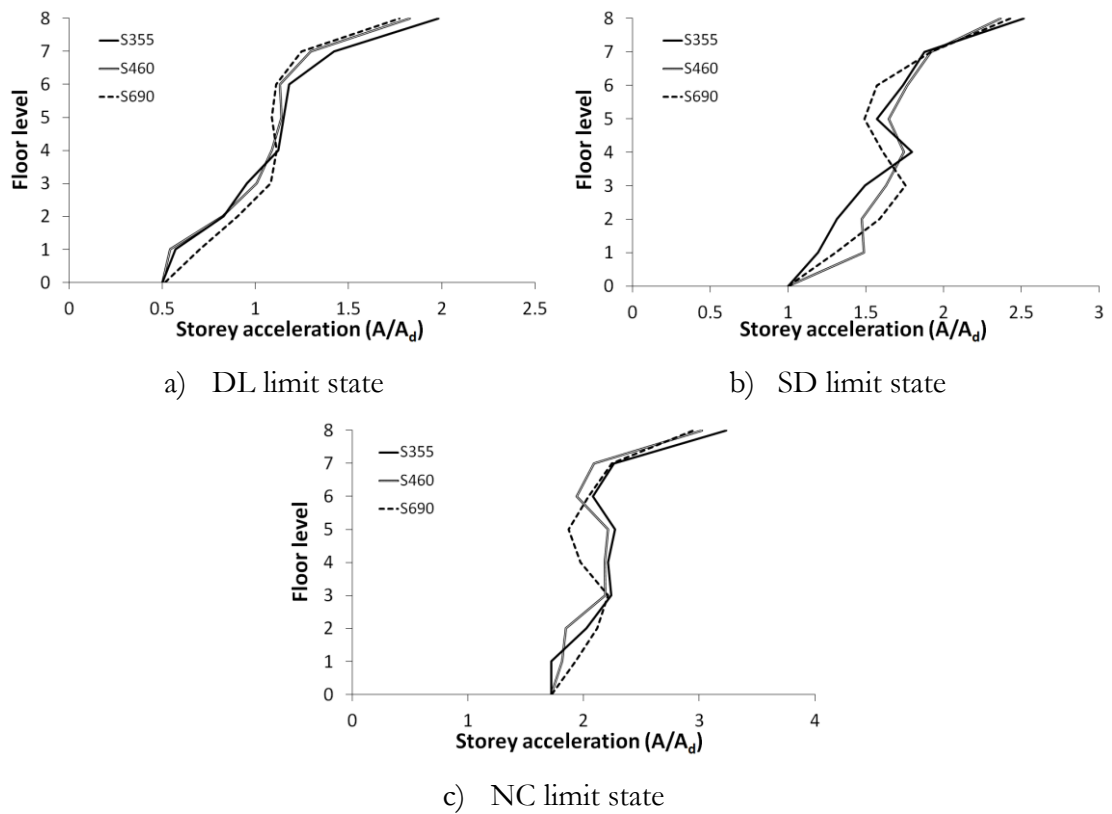 8
7
6
5
4
3
2
1
0
Floor level
S355
S460
S690
0 0.5 1 1.5 2 2.5
Storey acceleration (A/Ad)
a) DL limit state
8
7
6
5
4
3
2
1
0
Floor level
S355
S460
S690
0 0.5 1 1.5 2 2.5 3
Storey acceleration (A/Ad)
b) SD limit state
8
7
6
5
4
3
2
1
0
Floor level
S355
S460
S690
0 1 2 3 4
Storey acceleration (A/Ad)
c) NC limit state